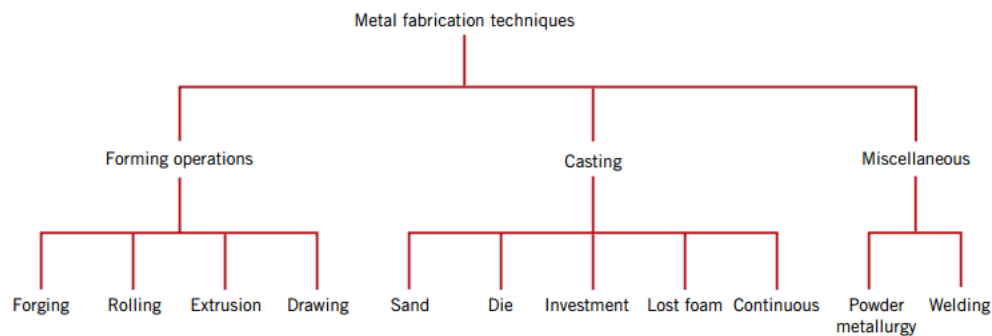 Metal fabrication techniques
Forming operations
Casting
Miscellaneous
Forging
Rolling
Extrusion
Drawing
Sand
Die
Investment
Lost foam
Continuous
Powder
metallurgy
Welding